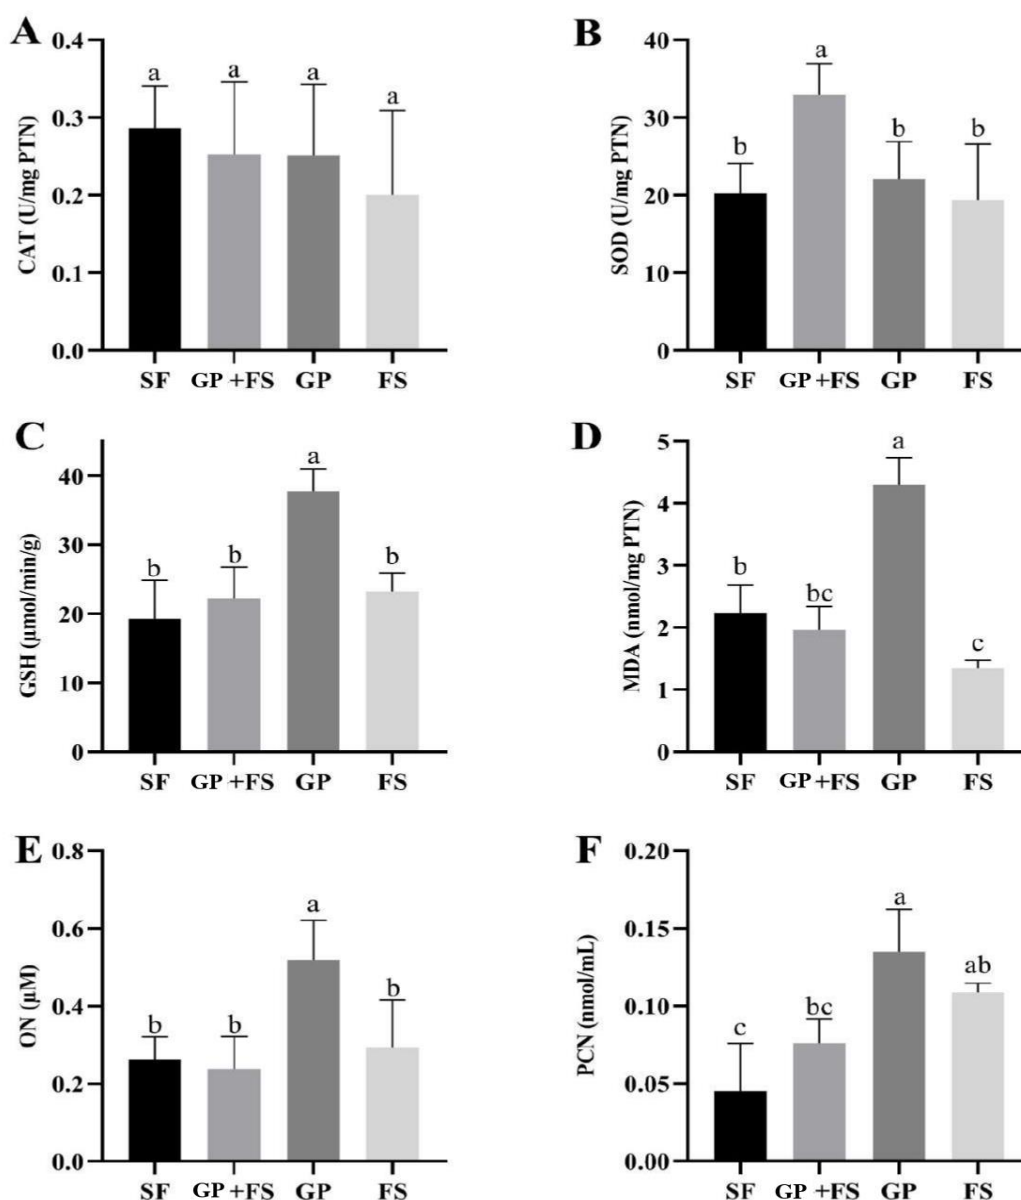 A
CAT (U/mg PTN)
0.4
0.3
0.2
0.1
0.0
a
a
a
a
SF
GP +FS
GP
FS
B
SOD (U/mg PTN)
40
30
20
10
0
b
a
b
b
SF
GP +FS
GP
FS
C
GSH (µmol/min/g)
40
30
20
10
0
b
b
a
b
SF
GP +FS
GP
FS
D
MDA (nmol/mg PTN)
5
4
3
2
1
0
b
bc
a
c
SF
GP +FS
GP
FS
E
ON (µM)
0.8
0.6
0.4
0.2
0.0
b
b
a
b
SF
GP +FS
GP
FS
F
PCN (nmol/mL)
0.20
0.15
0.10
0.05
0.00
c
bc
a
ab
SF
GP +FS
GP
FS